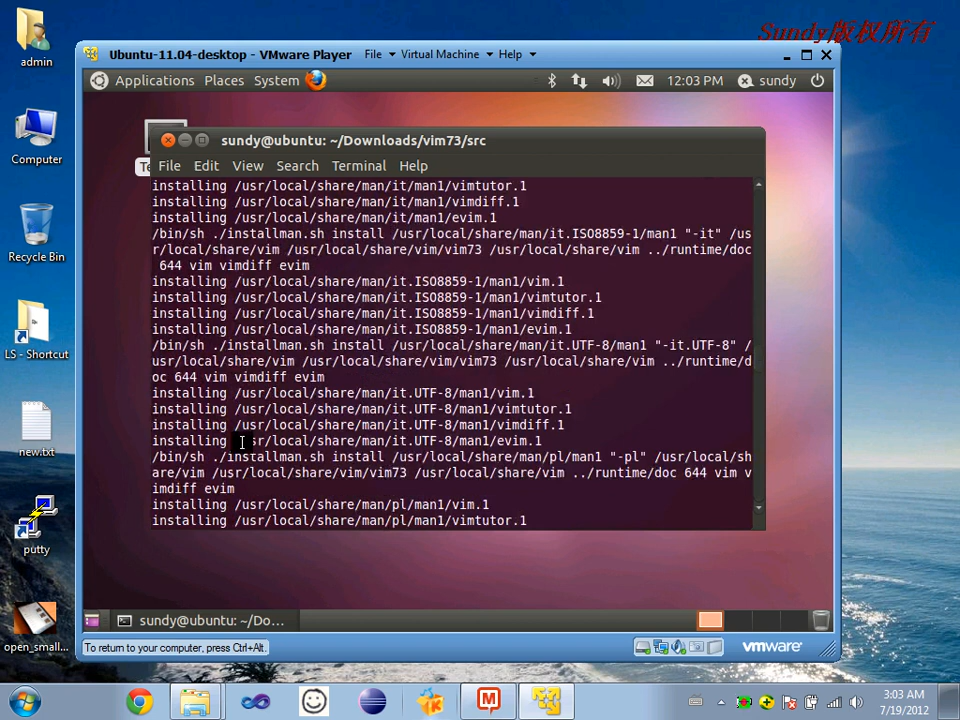 Sundy版权所有
admin
Computer
Recycle Bin
LS - Shortcut
new.txt
putty
open_small...
Ubuntu-11.04-desktop - VMware Player File Virtual Machine Help
Applications Places System 12:03 PM sundy
Te
sundy@ubuntu: ~/Downloads/vim73/src
File Edit View Search Terminal Help
installing /usr/local/share/man/it/man1/vimtutor.1
installing /usr/local/share/man/it/man1/vimdiff.1
installing /usr/local/share/man/it/man1/evim.1
/bin/sh ./installman.sh install /usr/local/share/man/it.ISO8859-1/man1 "-it" /us
r/local/share/vim /usr/local/share/vim/vim73 /usr/local/share/vim ../runtime/doc
644 vim vimdiff evim
installing /usr/local/share/man/it.ISO8859-1/man1/vim.1
installing /usr/local/share/man/it.ISO8859-1/man1/vimtutor.1
installing /usr/local/share/man/it.ISO8859-1/man1/vimdiff.1
installing /usr/local/share/man/it.ISO8859-1/man1/evim.1
/bin/sh ./installman.sh install /usr/local/share/man/it.UTF-8/man1 "-it.UTF-8" /
usr/local/share/vim /usr/local/share/vim/vim73 /usr/local/share/vim ../runtime/d
oc 644 vim vimdiff evim
installing /usr/local/share/man/it.UTF-8/man1/vim.1
installing /usr/local/share/man/it.UTF-8/man1/vimtutor.1
installing /usr/local/share/man/it.UTF-8/man1/vimdiff.1
installing /usr/local/share/man/it.UTF-8/man1/evim.1
/bin/sh ./installman.sh install /usr/local/share/man/pl/man1 "-pl" /usr/local/sh
are/vim /usr/local/share/vim/vim73 /usr/local/share/vim ../runtime/doc 644 vim v
imdiff evim
installing /usr/local/share/man/pl/man1/vim.1
installing /usr/local/share/man/pl/man1/vimtutor.1
sundy@ubuntu: ~/Do...
To return to your computer, press Ctrl+Alt.
vmware
3:03 AM
7/19/2012